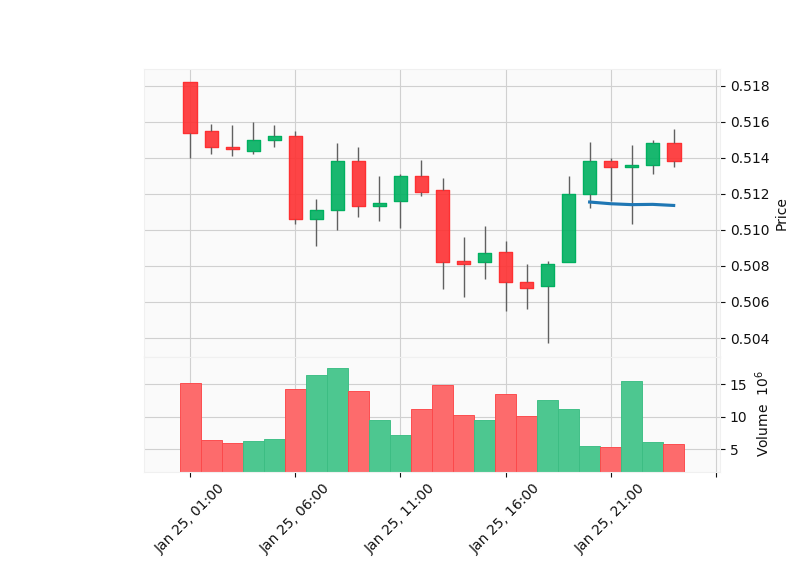 0.518
0.516
0.514
0.512
0.510
0.508
0.506
0.504
Price
15
10
5
Volume 10^6
Jan 25, 01:00
Jan 25, 06:00
Jan 25, 11:00
Jan 25, 16:00
Jan 25, 21:00